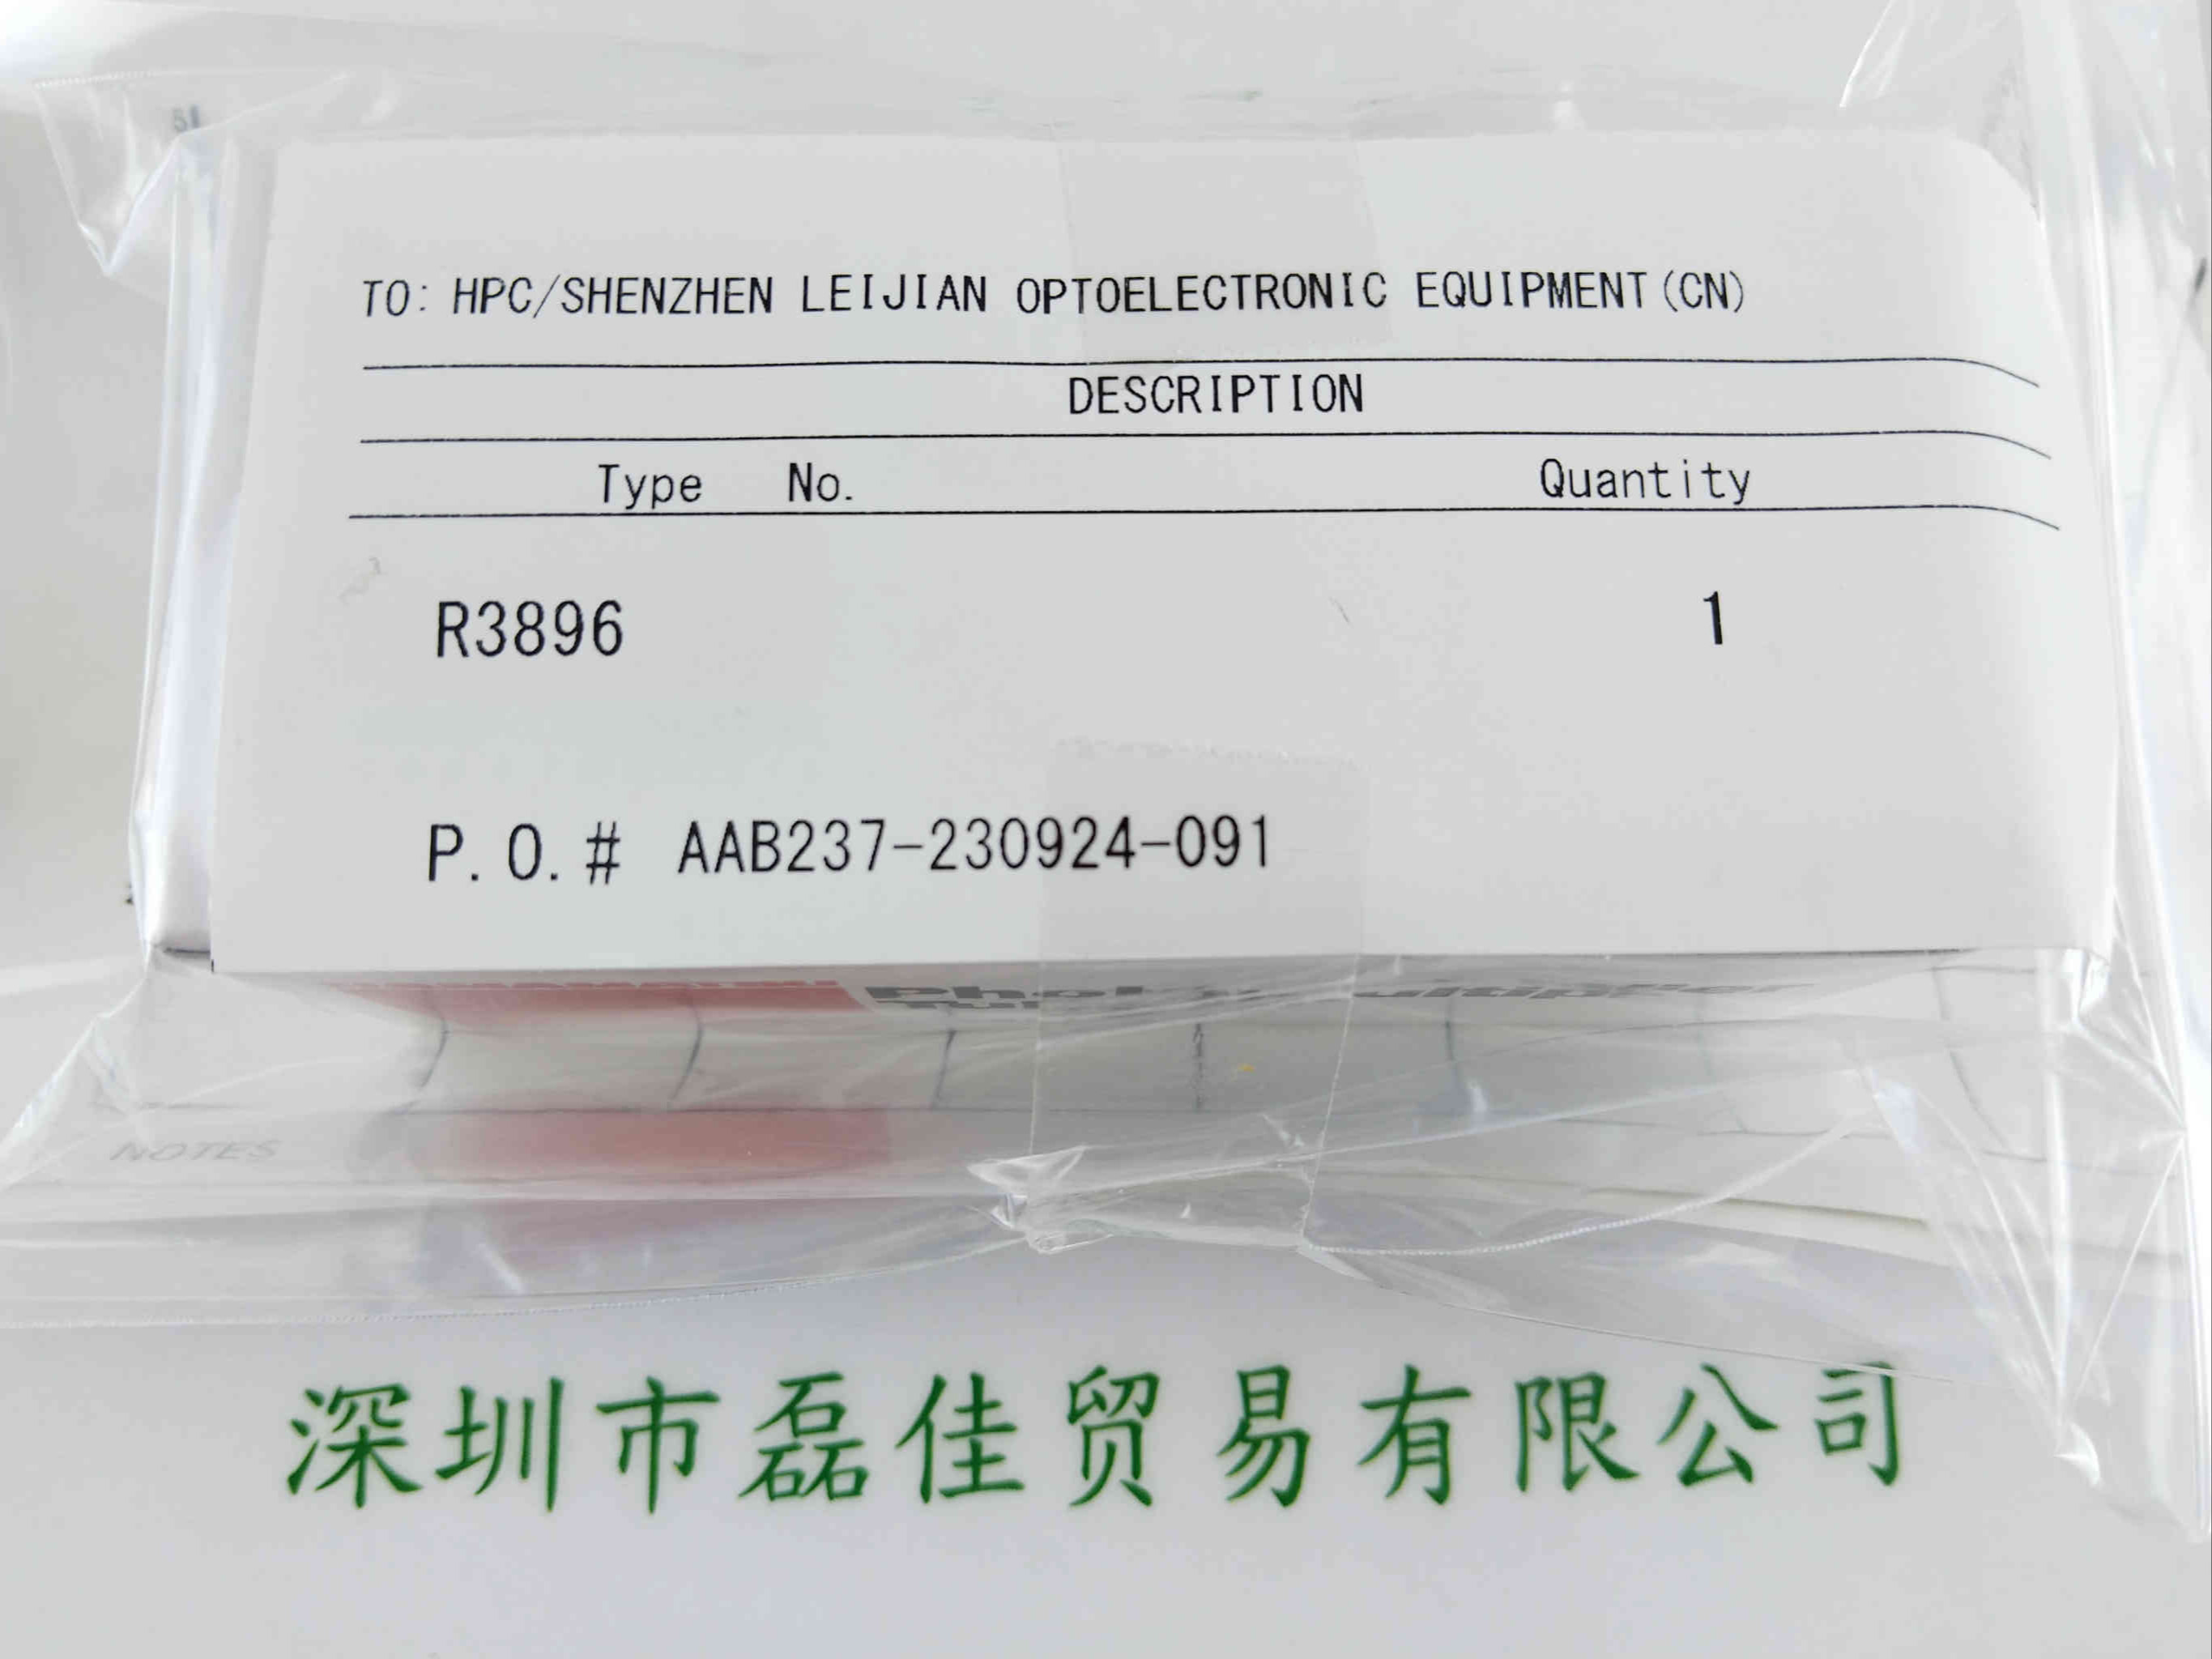 TO: HPC/SHENZHEN LEIJIAN OPTOELECTRONIC EQUIPMENT(CN)
DESCRIPTION
Type No. Quantity
R3896 1
P.O.# AAB237-230924-091
NOTES
深圳市磊佳贸易有限公司